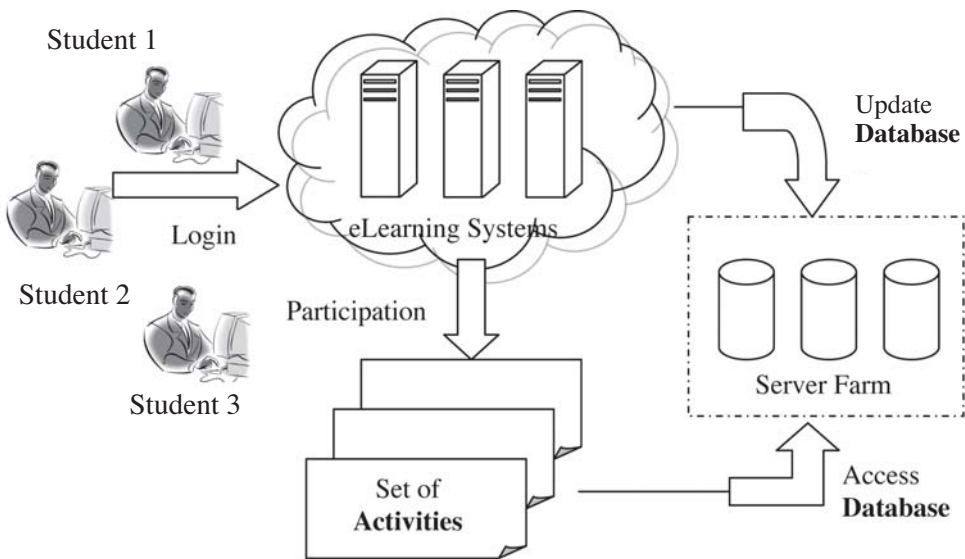 Student 1
Update
Database
eLearning Systems
Login
Student 2
Participation
Student 3
Server Farm
Set of
Activities
Access
Database